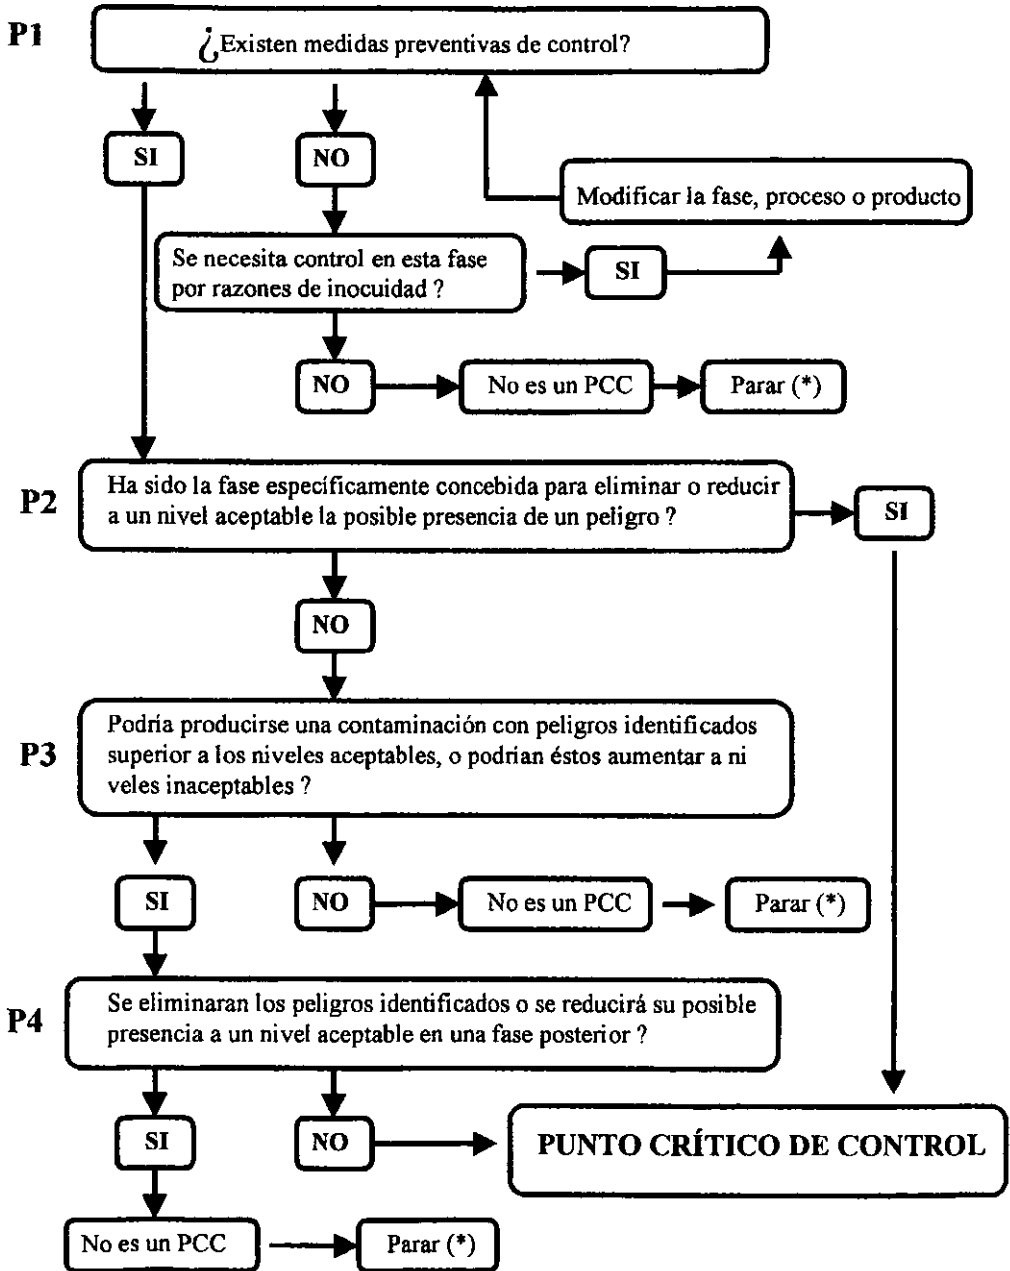 P1
¿Existen medidas preventivas de control?
SI
NO
Modificar la fase, proceso o producto
Se necesita control en esta fase
por razones de inocuidad ?
SI
NO
No es un PCC
Parar (*)
P2
Ha sido la fase específicamente concebida para eliminar o reducir
a un nivel aceptable la posible presencia de un peligro ?
SI
NO
P3
Podría producirse una contaminación con peligros identificados
superior a los niveles aceptables, o podrian éstos aumentar a ni
veles inaceptables ?
SI
NO
No es un PCC
Parar (*)
P4
Se eliminaran los peligros identificados o se reducirá su posible
presencia a un nivel aceptable en una fase posterior ?
SI
NO
PUNTO CRÍTICO DE CONTROL
No es un PCC
Parar (*)